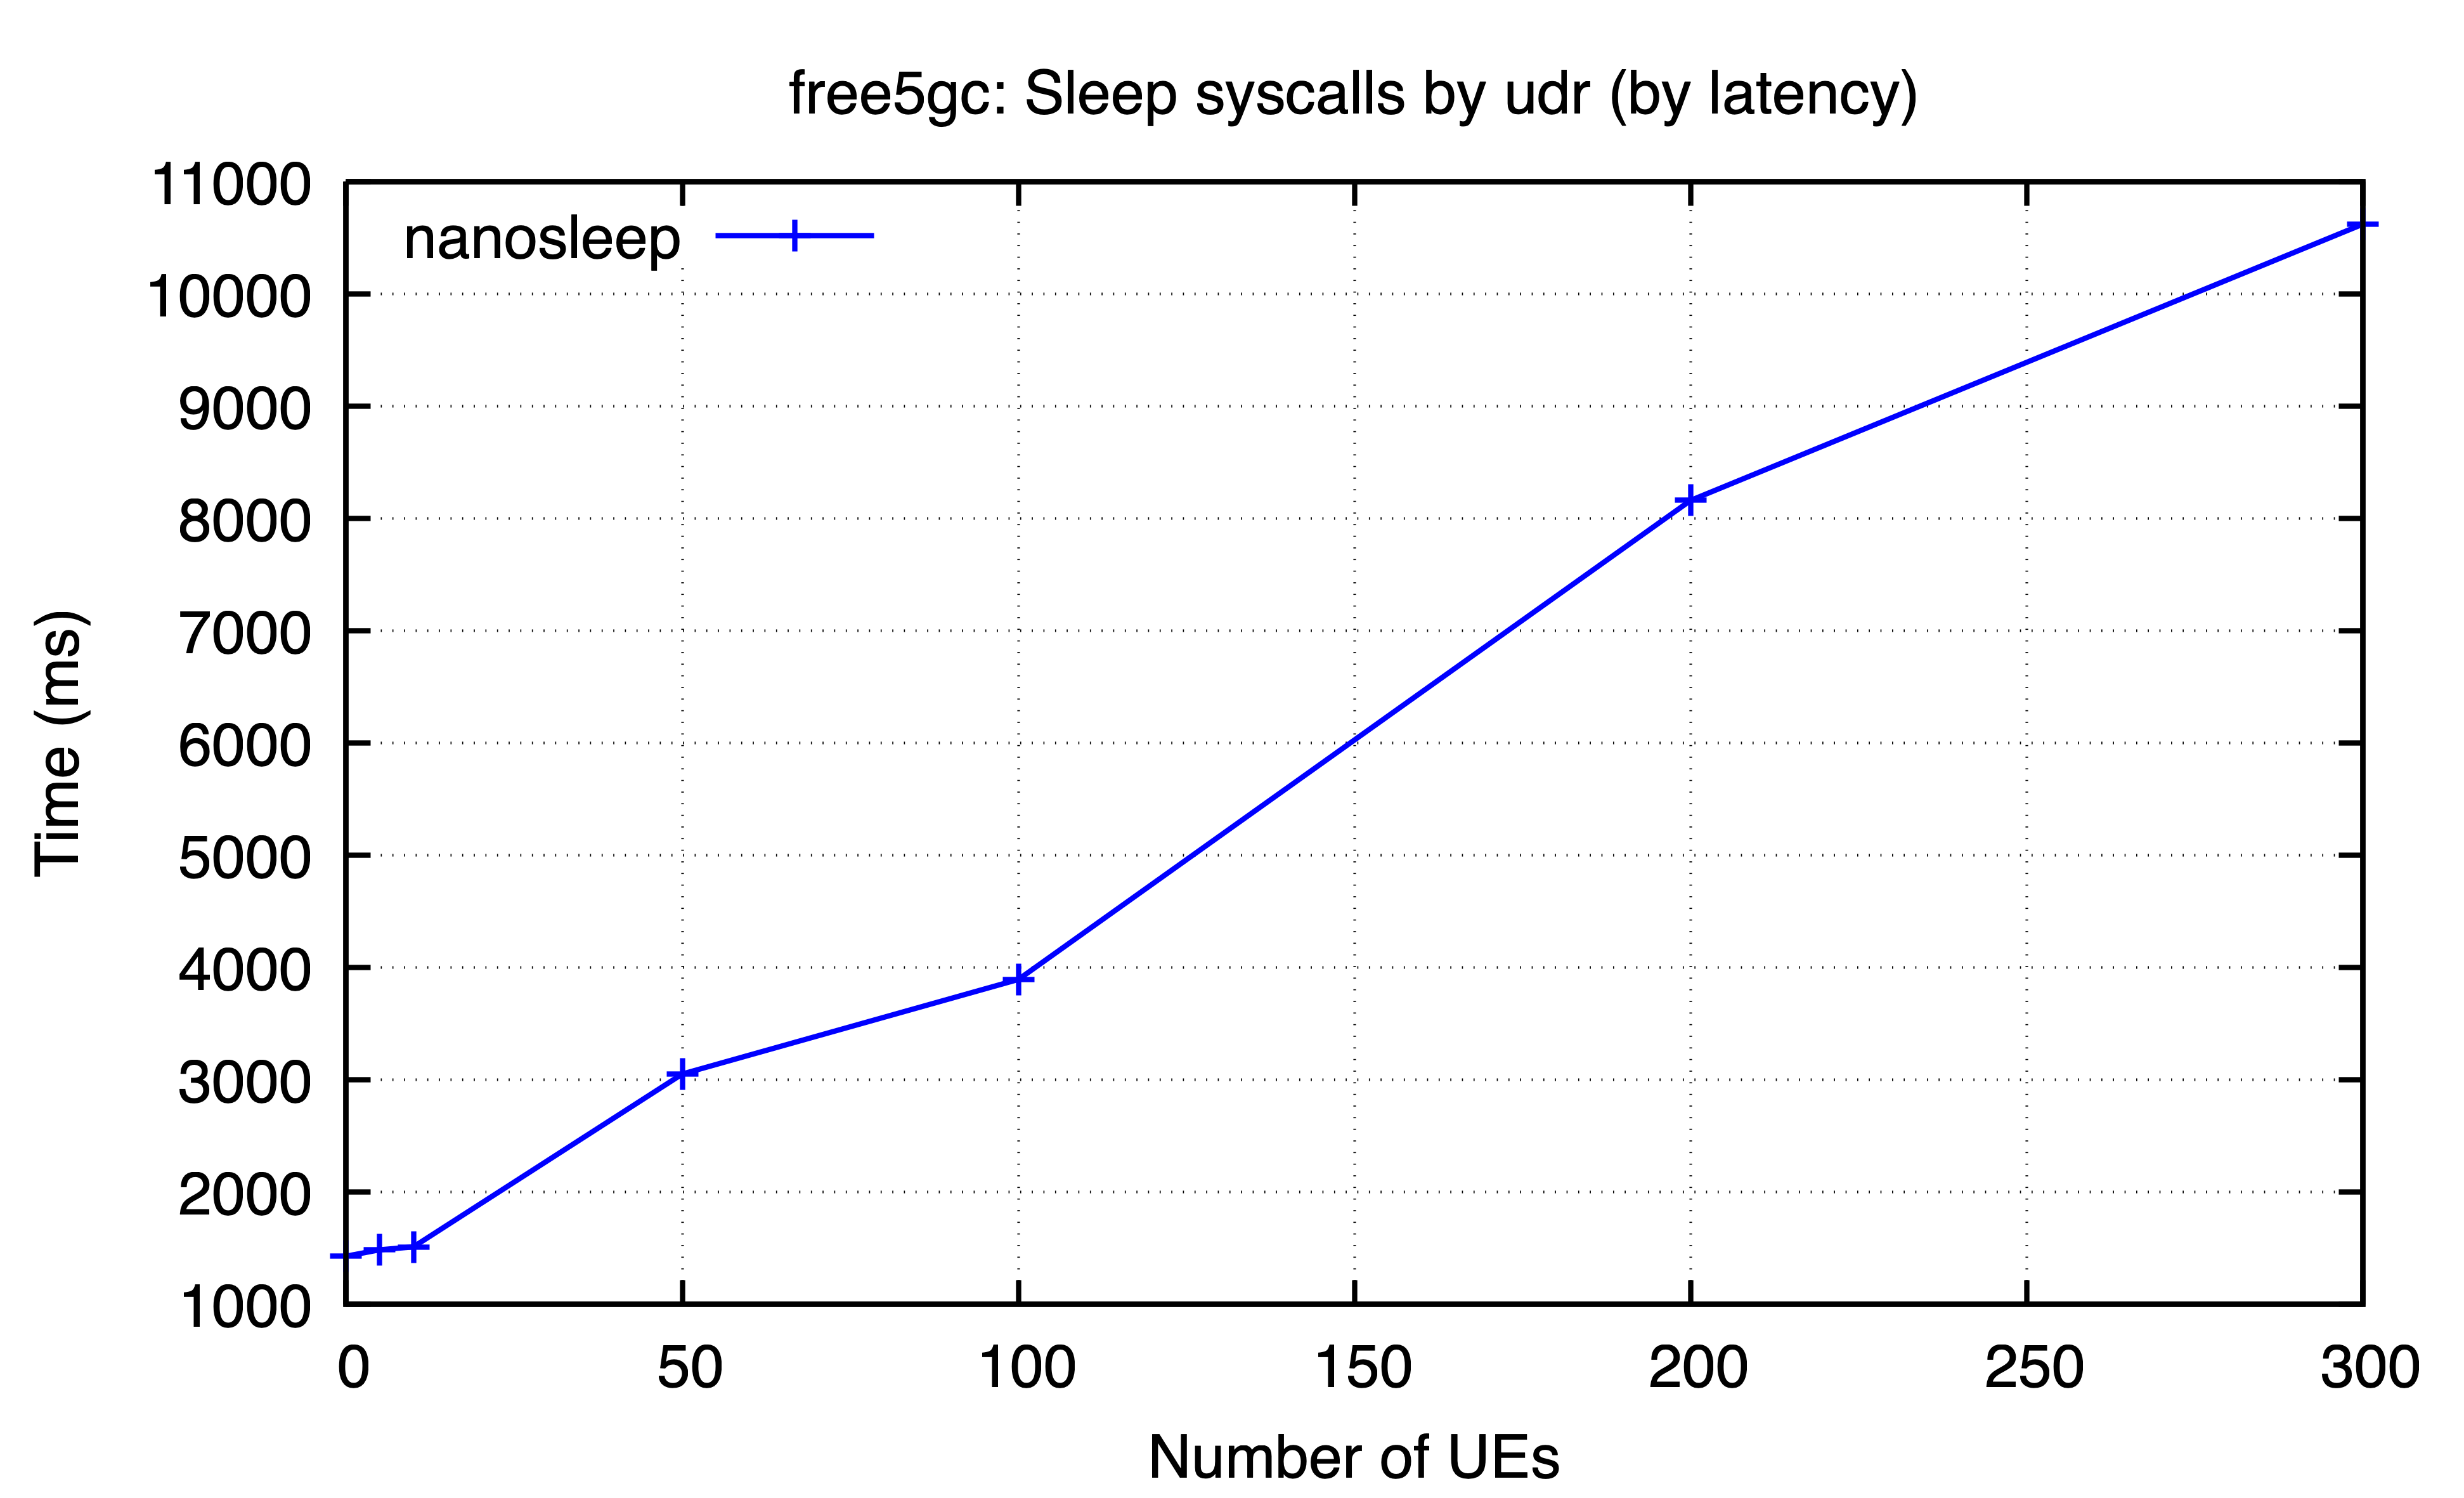 free5gc: Sleep syscalls by udr (by latency)
nanosleep
11000
10000
9000
8000
7000
6000
5000
4000
3000
2000
1000
Time (ms)
0 50 100 150 200 250 300
Number of UEs